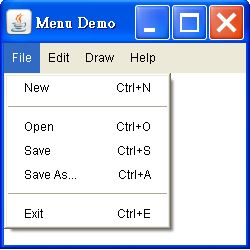 Menu Demo
File Edit Draw Help
New Ctrl+N
Open Ctrl+O
Save Ctrl+S
Save As... Ctrl+A
Exit Ctrl+E